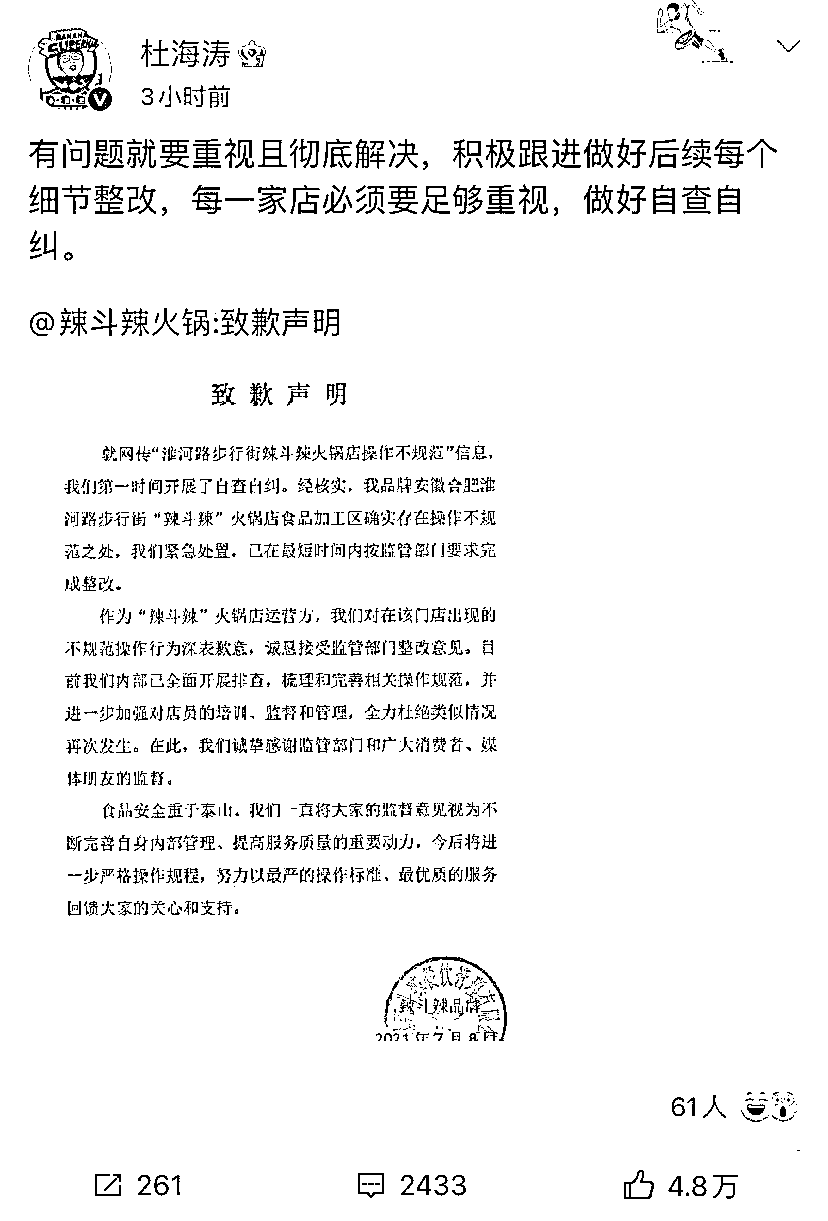 杜海涛
3小时前
有问题就要重视且彻底解决，积极跟进做好后续每个
细节整改，每一家店必须要足够重视，做好自查自
纠。
@辣斗辣火锅:致歉声明
致歉声明
就网传“淮河路步行街辣斗辣火锅店操作不规范”信息，
我们第一时间开展了自查自纠。经核实，我品牌安徽合肥淮
河路步行街“辣斗辣”火锅店食品加工区确实存在操作不规
范之处，我们紧急处置，已在最短时间内按监管部门要求完
成整改。
作为“辣斗辣”火锅店运营方，我们对在该门店出现的
不规范操作行为深表歉意，诚恳接受监管部门整改意见。目
前我们内部已全面开展排查，梳理和完善相关操作规范，并
进一步加强对店员的培训、监督和管理，全力杜绝类似情况
再次发生。在此，我们诚挚感谢监管部门和广大消费者、媒
体朋友的监督。
食品安全重于泰山，我们一直将大家的监督意见视为不
断完善自身内部管理、提高服务质量的重要动力，今后将进
一步严格操作规程，努力以最严的操作标准、最优质的服务
回馈大家的关心和支持。
辣斗辣品牌
2021年7月8日
61人
261
2433
4.8万